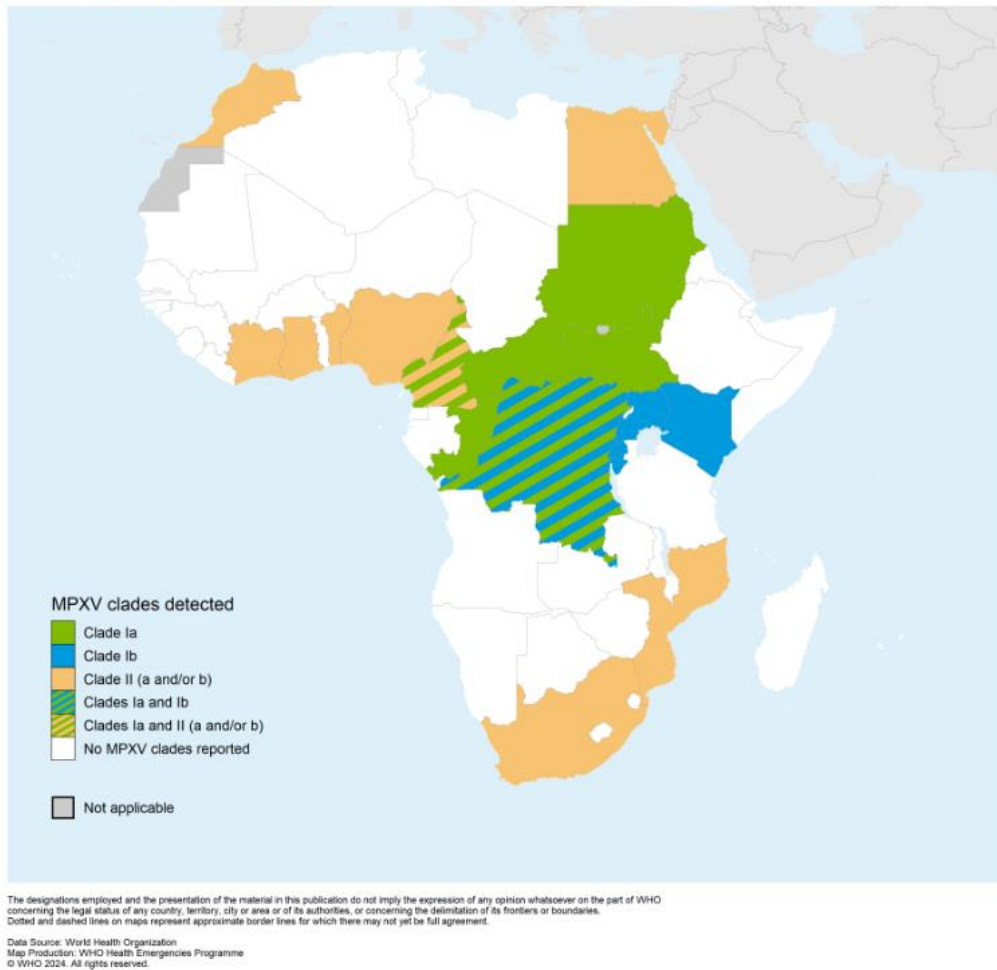 MPXV clades detected
Clade Ia
Clade Ib
Clade II (a and/or b)
Clades Ia and Ib
Clades Ia and II (a and/or b)
No MPXV clades reported
Not applicable
The designations employed and the presentation of the material in this publication do not imply the expression of any opinion whatsoever on the part of WHO
concerning the legal status of any country, territory, city or area or of its authorities, or concerning the delimitation of its frontiers or boundaries.
Dotted and dashed lines on maps represent approximate border lines for which there may not yet be full agreement.
Data Source: World Health Organization
Map Production: WHO Health Emergencies Programme
© WHO 2024. All rights reserved.